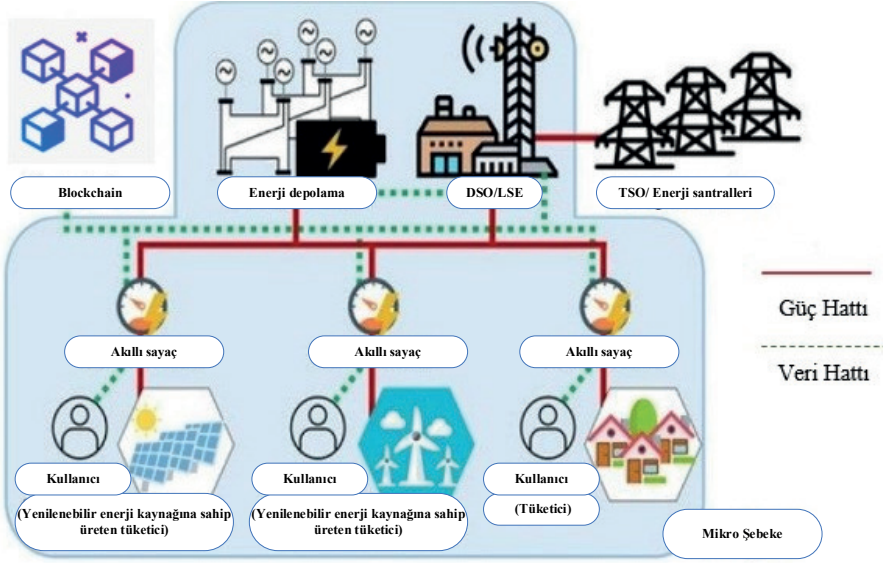 Blockchain
Enerji depolama
DSO/LSE
TSO/ Enerji santralleri
Güç Hattı
Veri Hattı
Akıllı sayaç
Akıllı sayaç
Akıllı sayaç
Kullanıcı
(Yenilenebilir enerji kaynağına sahip
üreten tüketici)
Kullanıcı
(Yenilenebilir enerji kaynağına sahip
üreten tüketici)
Kullanıcı
(Tüketici)
Mikro Şebeke